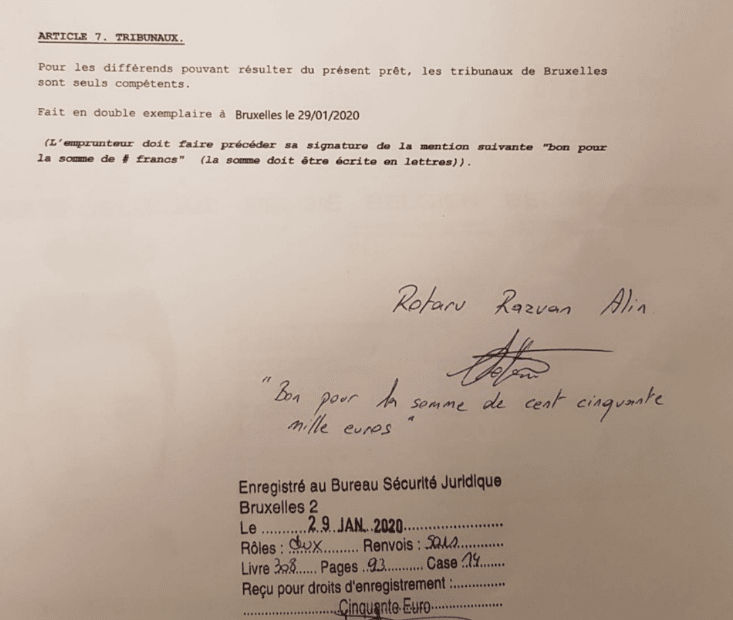 ARTICLE 7. TRIBUNAUX.
Pour les différends pouvant résulter du présent prêt, les tribunaux de Bruxelles
sont seuls compétents.
Fait en double exemplaire à Bruxelles le 29/01/2020
(L'emprunteur doit faire précéder sa signature de la mention suivante "bon pour
la somme de # francs" (la somme doit être écrite en lettres)).
Rotaru Razvan Alin
"Bon pour la somme de cent cinquante
mille euros"
Enregistré au Bureau Sécurité Juridique
Bruxelles 2
Le ...........29 JAN. 2020........................
Rôles : deux......... Renvois : sans............
Livre 308..... Pages .93.......... Case .14......
Reçu pour droits d'enregistrement :.............
........................Cinquante Euro..................